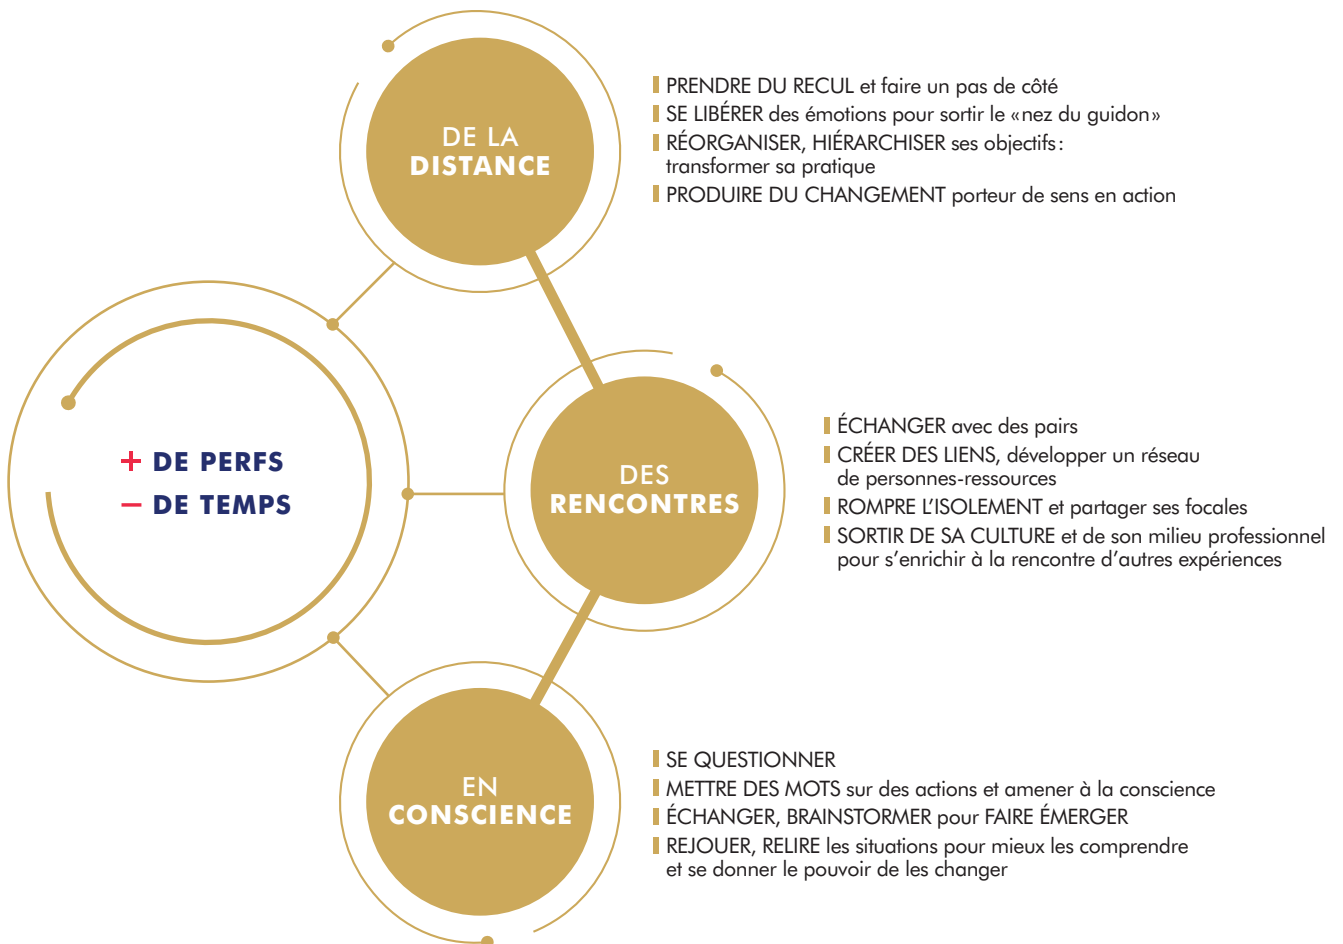 DE LA
DISTANCE
PRENDRE DU RECUL et faire un pas de côté
SE LIBÉRER des émotions pour sortir le «nez du guidon»
RÉORGANISER, HIÉRARCHISER ses objectifs:
transformer sa pratique
PRODUIRE DU CHANGEMENT porteur de sens en action
+ DE PERFS
− DE TEMPS
DES
RENCONTRES
ÉCHANGER avec des pairs
CRÉER DES LIENS, développer un réseau
de personnes-ressources
ROMPRE L’ISOLEMENT et partager ses focales
SORTIR DE SA CULTURE et de son milieu professionnel
pour s’enrichir à la rencontre d’autres expériences
EN
CONSCIENCE
SE QUESTIONNER
METTRE DES MOTS sur des actions et amener à la conscience
ÉCHANGER, BRAINSTORMER pour FAIRE ÉMERGER
REJOUER, RELIRE les situations pour mieux les comprendre
et se donner le pouvoir de les changer